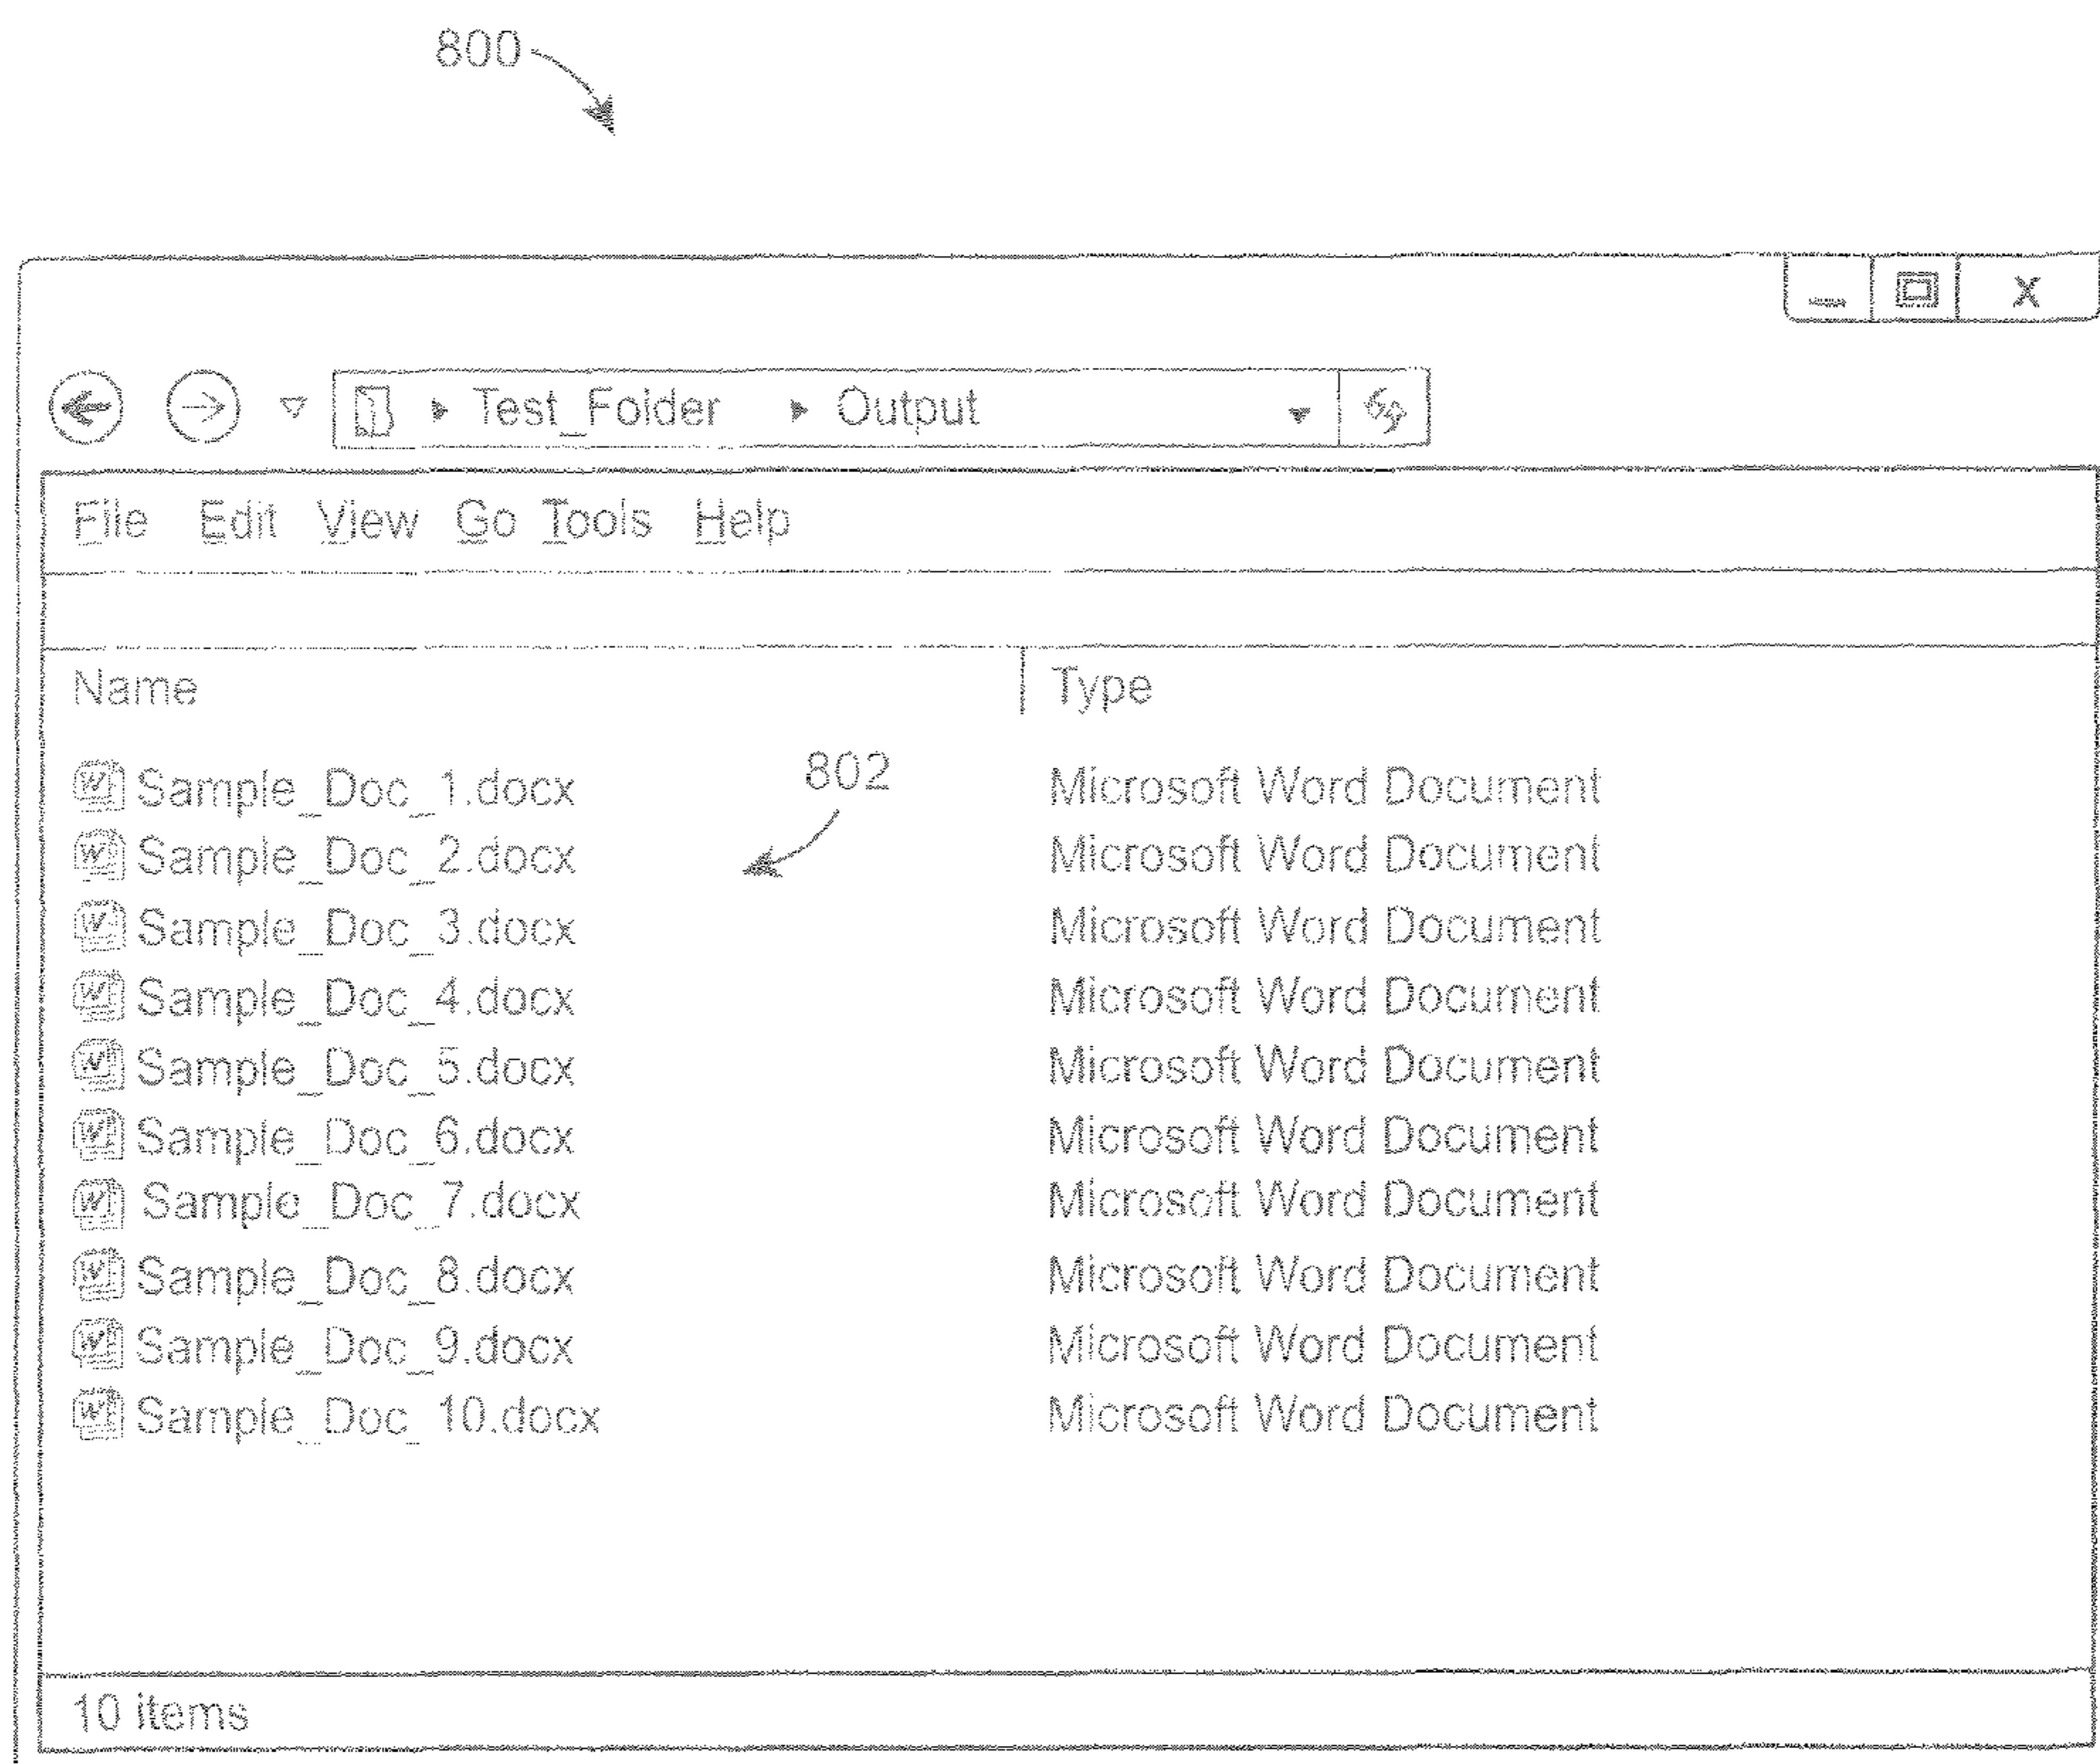 800
X
Test_Folder Output
File Edit View Go Tools Help
Name Type
Sample_Doc_1.docx 802 Microsoft Word Document
Sample_Doc_2.docx Microsoft Word Document
Sample_Doc_3.docx Microsoft Word Document
Sample_Doc_4.docx Microsoft Word Document
Sample_Doc_5.docx Microsoft Word Document
Sample_Doc_6.docx Microsoft Word Document
Sample_Doc_7.docx Microsoft Word Document
Sample_Doc_8.docx Microsoft Word Document
Sample_Doc_9.docx Microsoft Word Document
Sample_Doc_10.docx Microsoft Word Document
10 items